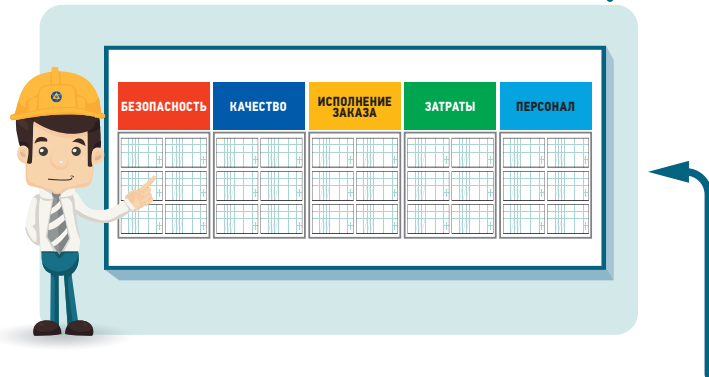 БЕЗОПАСНОСТЬ
КАЧЕСТВО
ИСПОЛНЕНИЕ
ЗАКАЗА
ЗАТРАТЫ
ПЕРСОНАЛ